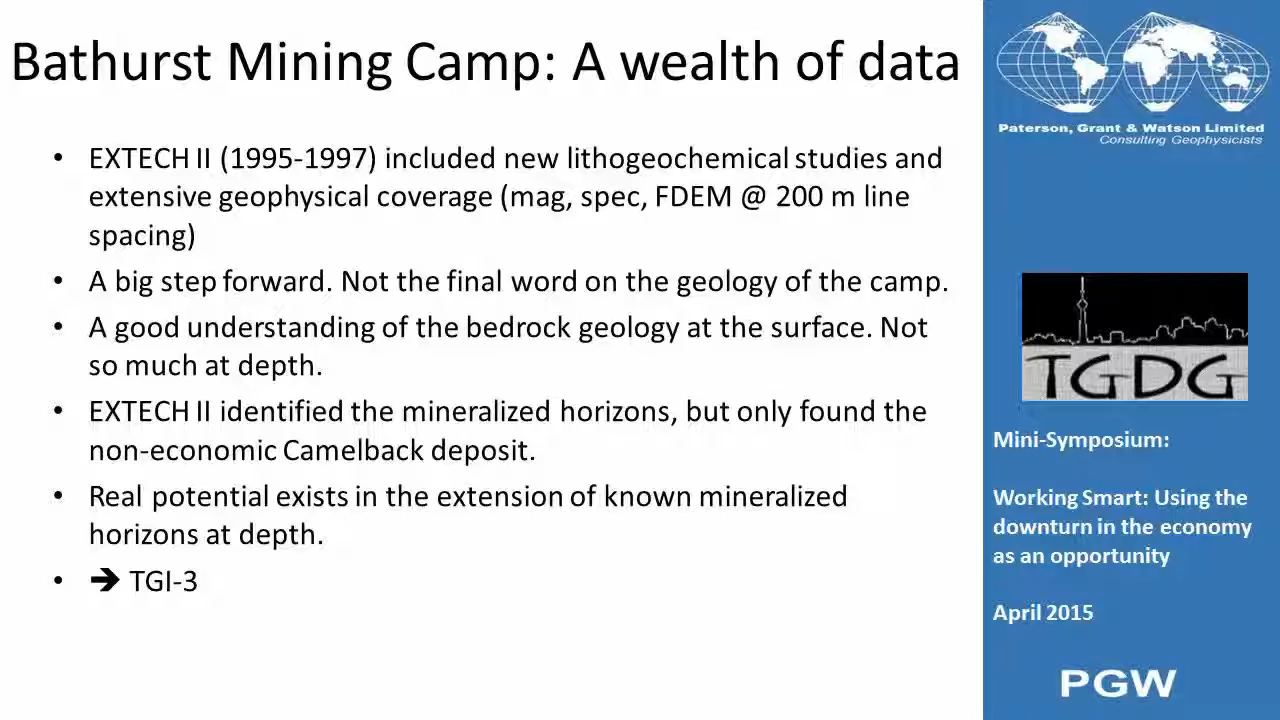 Bathurst Mining Camp: A wealth of data
• EXTECH II (1995-1997) included new lithogeochemical studies and
extensive geophysical coverage (mag, spec, FDEM @ 200 m line
spacing)
• A big step forward. Not the final word on the geology of the camp.
• A good understanding of the bedrock geology at the surface. Not
so much at depth.
• EXTECH II identified the mineralized horizons, but only found the
non-economic Camelback deposit.
• Real potential exists in the extension of known mineralized
horizons at depth.
• ➔ TGI-3
Paterson, Grant & Watson Limited
Consulting Geophysicists
TGDG
Mini-Symposium:
Working Smart: Using the
downturn in the economy
as an opportunity
April 2015
PGW